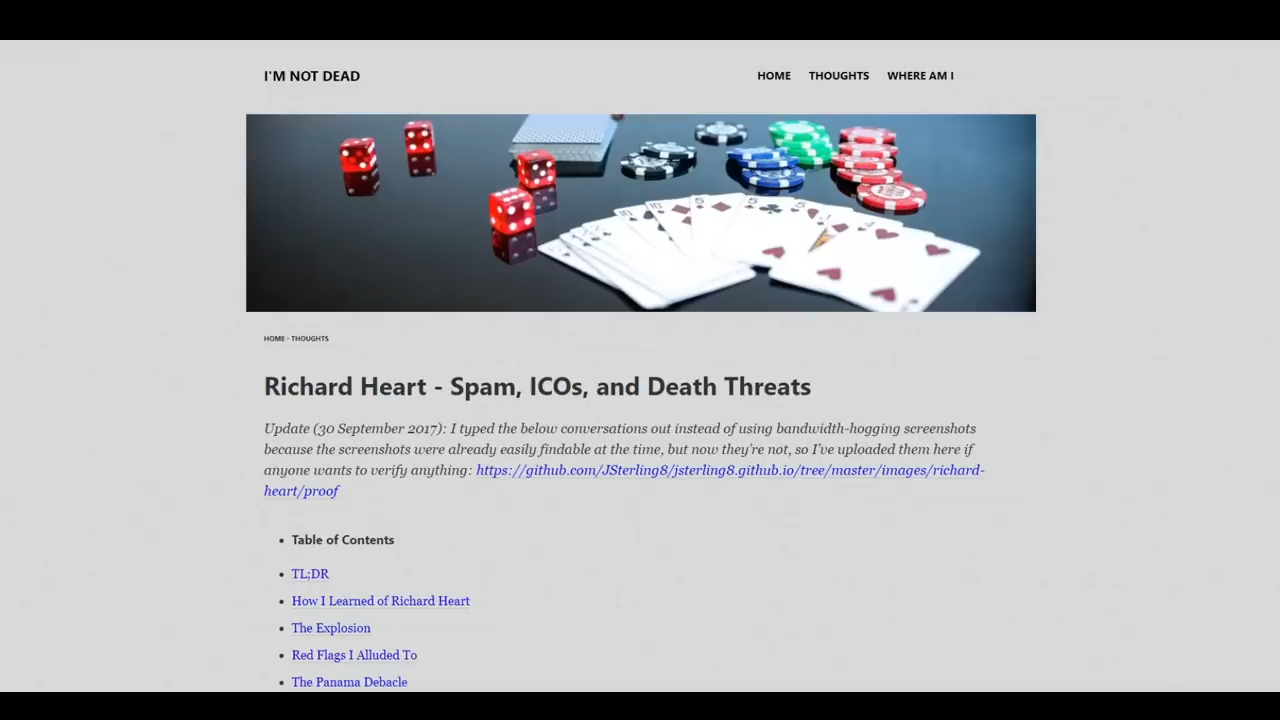 I'M NOT DEAD
HOME THOUGHTS WHERE AM I
HOME › THOUGHTS
Richard Heart - Spam, ICOs, and Death Threats
Update (30 September 2017): I typed the below conversations out instead of using bandwidth-hogging screenshots
because the screenshots were already easily findable at the time, but now they're not, so I've uploaded them here if
anyone wants to verify anything: https://github.com/JSterling8/jsterling8.github.io/tree/master/images/richard-
heart/proof
• Table of Contents
• TL;DR
• How I Learned of Richard Heart
• The Explosion
• Red Flags I Alluded To
• The Panama Debacle